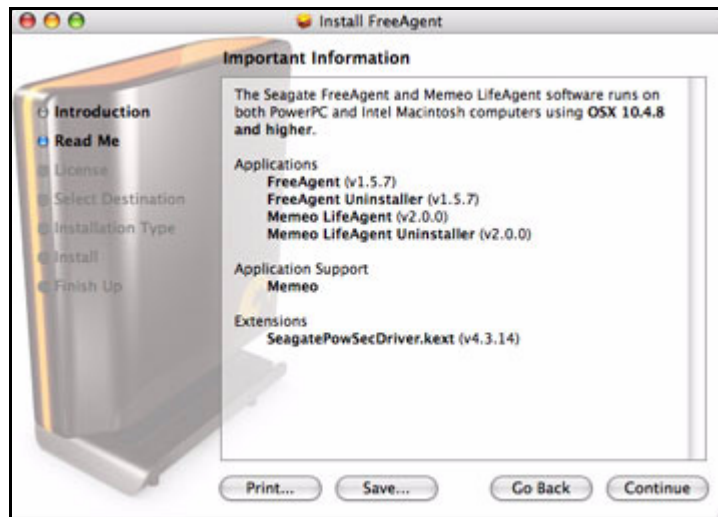 Install FreeAgent
Important Information
Introduction
Read Me
License
Select Destination
Installation Type
Install
Finish Up
The Seagate FreeAgent and Memeo LifeAgent software runs on
both PowerPC and Intel Macintosh computers using OSX 10.4.8
and higher.
Applications
FreeAgent (v1.5.7)
FreeAgent Uninstaller (v1.5.7)
Memeo LifeAgent (v2.0.0)
Memeo LifeAgent Uninstaller (v2.0.0)
Application Support
Memeo
Extensions
SeagatePowSecDriver.kext (v4.3.14)
Print...
Save...
Go Back
Continue